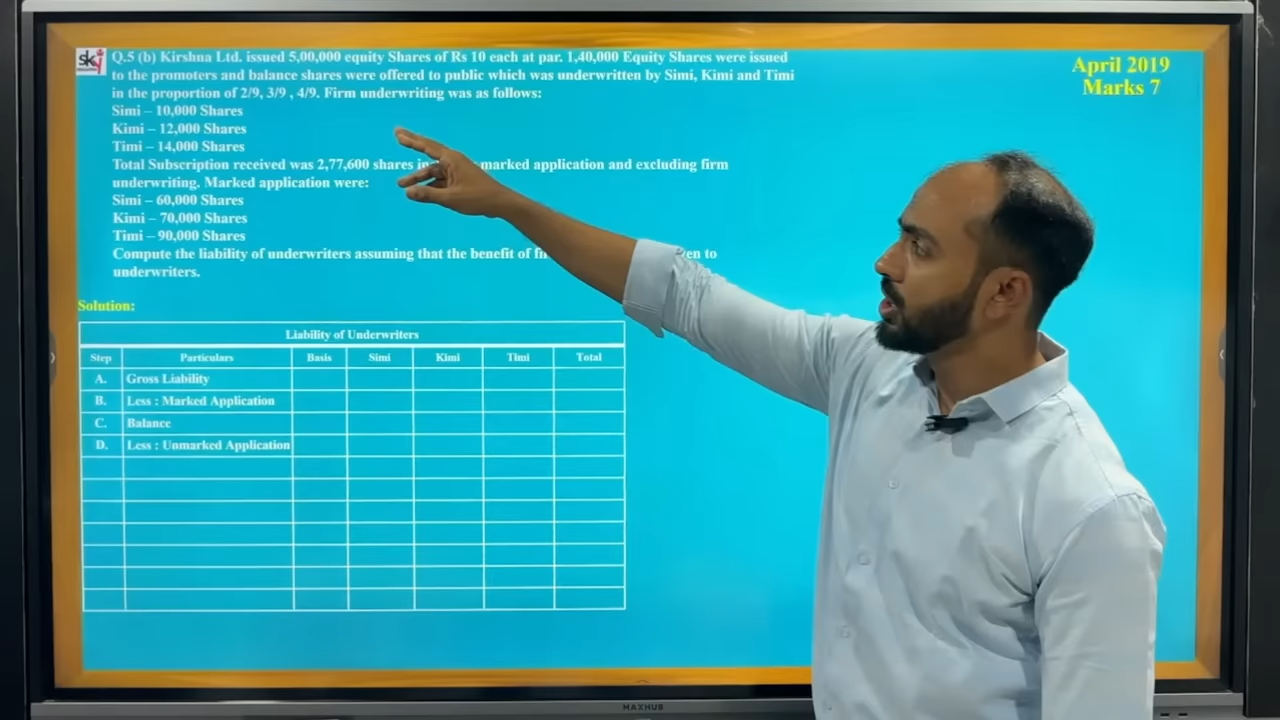 sky
Q.5 (b) Kirshna Ltd. issued 5,00,000 equity Shares of Rs 10 each at par. 1,40,000 Equity Shares were issued
to the promoters and balance shares were offered to public which was underwritten by Simi, Kimi and Timi
in the proportion of 2/9, 3/9 , 4/9. Firm underwriting was as follows:
Simi – 10,000 Shares
Kimi – 12,000 Shares
Timi – 14,000 Shares
Total Subscription received was 2,77,600 shares marked application and excluding firm
underwriting. Marked application were:
Simi – 60,000 Shares
Kimi – 70,000 Shares
Timi – 90,000 Shares
Compute the liability of underwriters assuming that the benefit of to
underwriters.
April 2019
Marks 7
Solution:
Liability of Underwriters
Step Particulars Basis Simi Kimi Timi Total
A. Gross Liability
B. Less : Marked Application
C. Balance
D. Less : Unmarked Application
MAXHUB